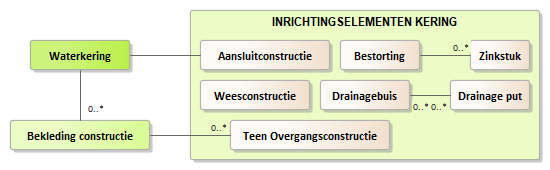 INRICHTINGSELEMENTEN KERING
Waterkering
Aansluitconstructie
Bestorting
0..*
Zinkstuk
Weesconstructie
Drainagebuis
0..* 0..*
Drainage put
0..*
Bekleding constructie
0..*
Teen Overgangsconstructie